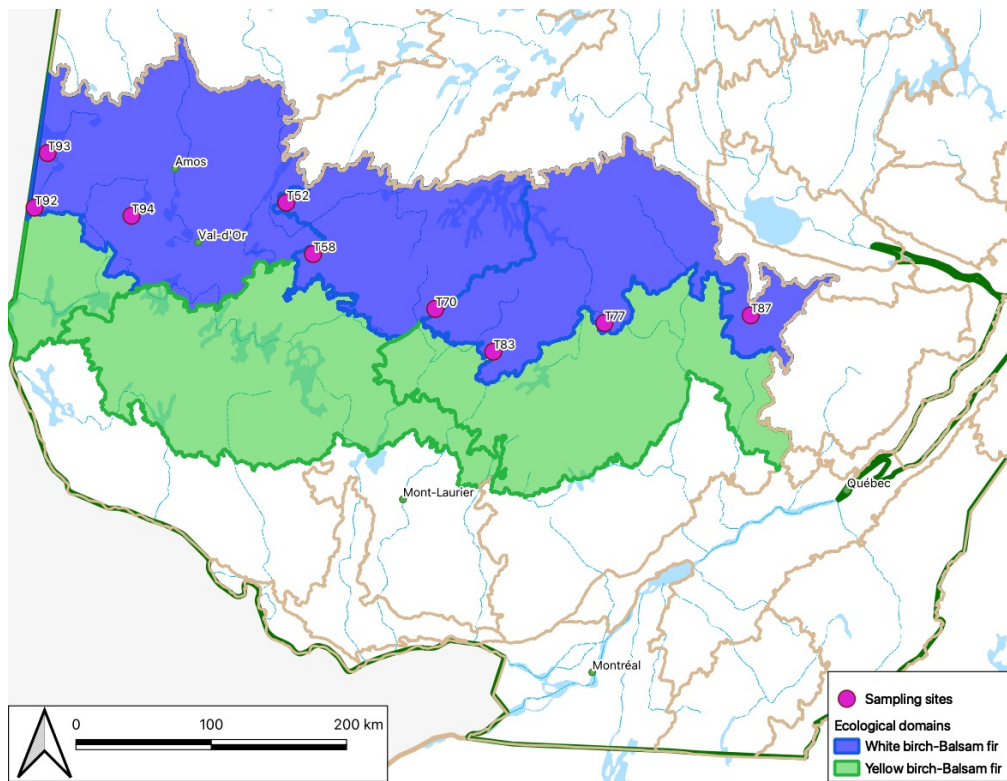 T93
Amos
T92
T94
T52
Val-d'Or
T58
T70
T87
T77
T83
Mont-Laurier
Québec
Montréal
0 100 200 km
Sampling sites
Ecological domains
White birch-Balsam fir
Yellow birch-Balsam fir